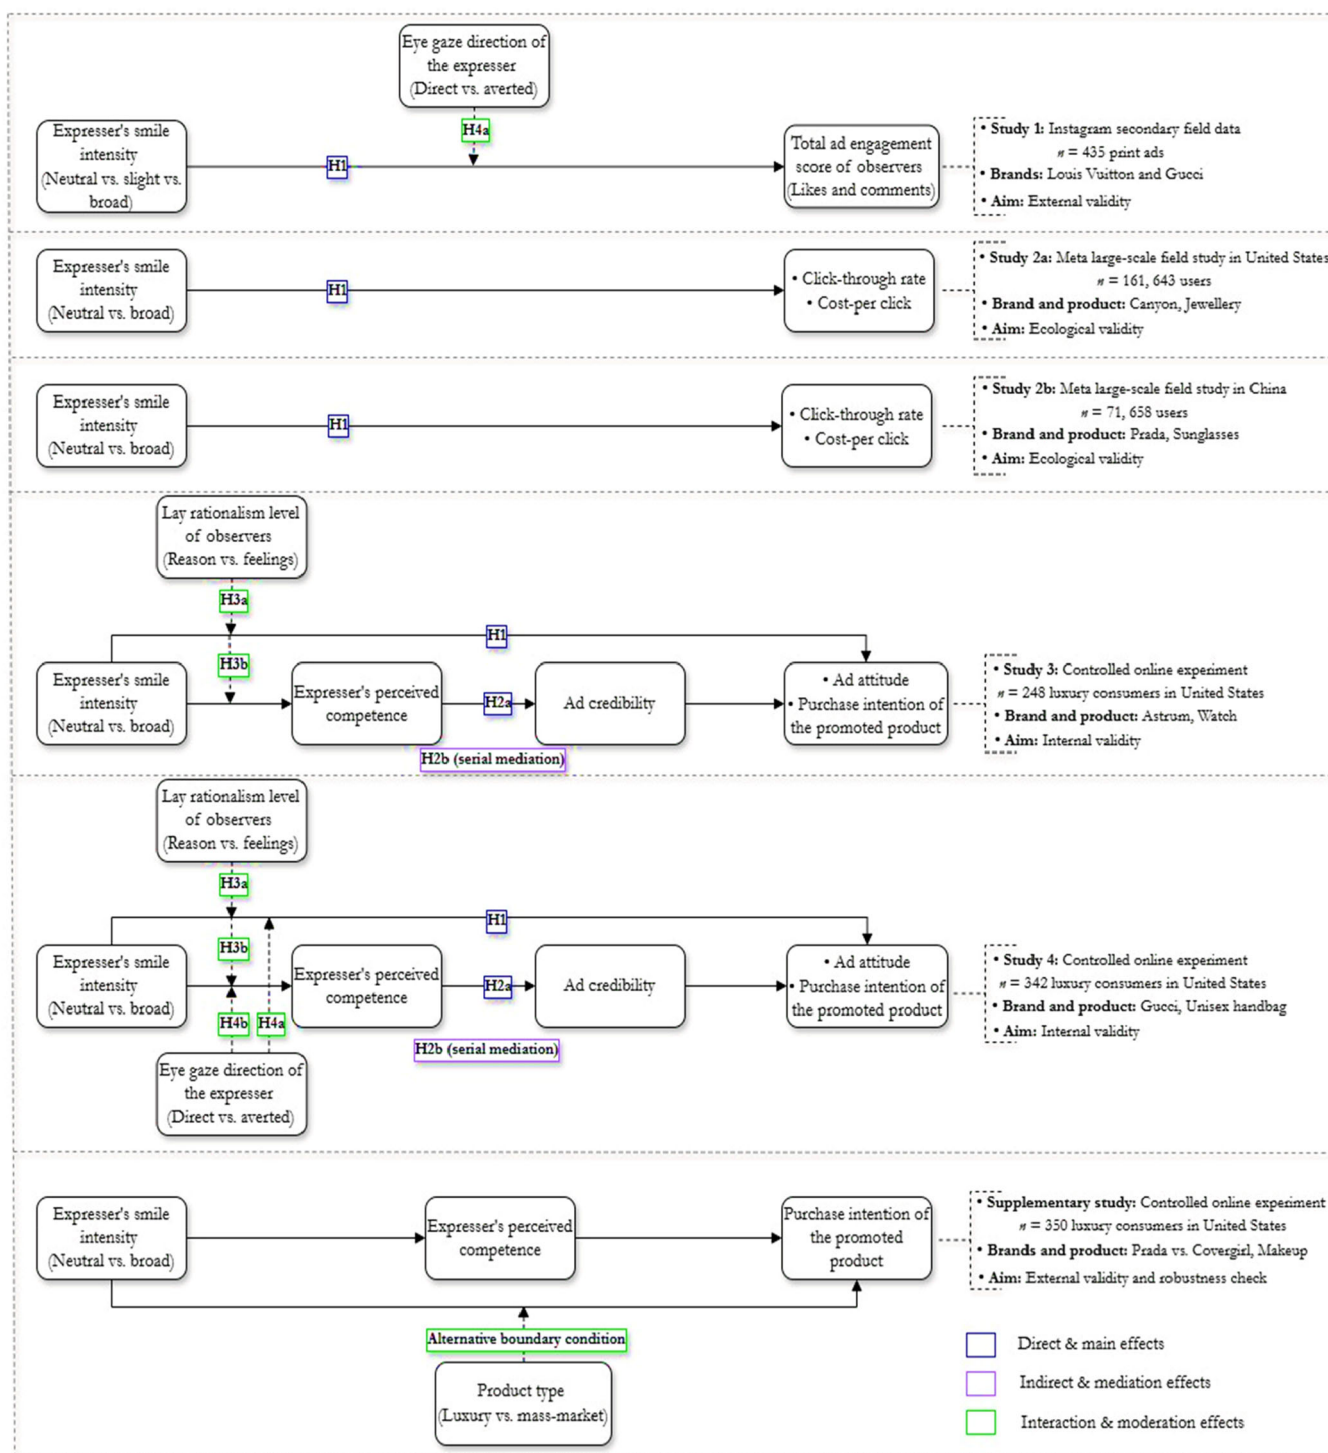 Eye gaze direction of
the expresser
(Direct vs. averted)
H4a
Expresser's smile
intensity
(Neutral vs. slight vs.
broad)
H1
Total ad engagement
score of observers
(Likes and comments)
• Study 1: Instagram secondary field data
n = 435 print ads
• Brands: Louis Vuitton and Gucci
• Aim: External validity
Expresser's smile
intensity
(Neutral vs. broad)
H1
• Click-through rate
• Cost-per click
• Study 2a: Meta large-scale field study in United States
n = 161, 643 users
• Brand and product: Canyon, Jewellery
• Aim: Ecological validity
Expresser's smile
intensity
(Neutral vs. broad)
H1
• Click-through rate
• Cost-per click
• Study 2b: Meta large-scale field study in China
n = 71, 658 users
• Brand and product: Prada, Sunglasses
• Aim: Ecological validity
Lay rationalism level
of observers
(Reason vs. feelings)
H3a
H1
H3b
Expresser's smile
intensity
(Neutral vs. broad)
Expresser's perceived
competence
H2a
Ad credibility
• Ad attitude
• Purchase intention of
the promoted product
H2b (serial mediation)
• Study 3: Controlled online experiment
n = 248 luxury consumers in United States
• Brand and product: Astrum, Watch
• Aim: Internal validity
Lay rationalism level
of observers
(Reason vs. feelings)
H3a
H1
H3b
Expresser's smile
intensity
(Neutral vs. broad)
Expresser's perceived
competence
H2a
Ad credibility
• Ad attitude
• Purchase intention of
the promoted product
H4b
H4a
H2b (serial mediation)
Eye gaze direction of
the expresser
(Direct vs. averted)
• Study 4: Controlled online experiment
n = 342 luxury consumers in United States
• Brand and product: Gucci, Unisex handbag
• Aim: Internal validity
Expresser's smile
intensity
(Neutral vs. broad)
Expresser's perceived
competence
Purchase intention of
the promoted
product
• Supplementary study: Controlled online experiment
n = 350 luxury consumers in United States
• Brands and product: Prada vs. Covergirl, Makeup
• Aim: External validity and robustness check
Alternative boundary condition
Product type
(Luxury vs. mass-market)
Direct & main effects
Indirect & mediation effects
Interaction & moderation effects